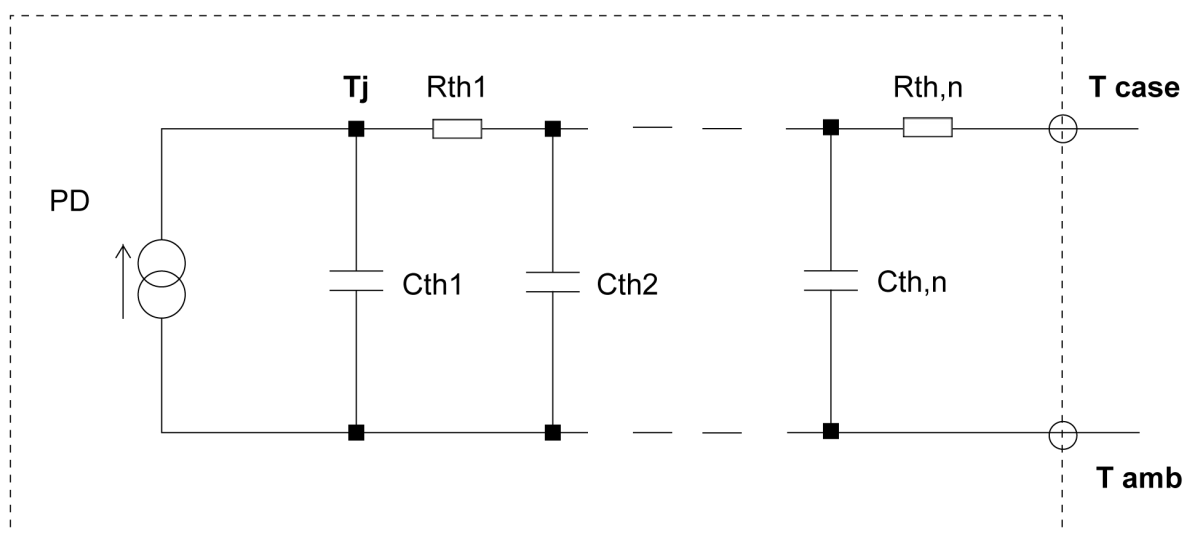 Tj
Rth1
Rth,n
T case
PD
Cth1
Cth2
Cth,n
T amb